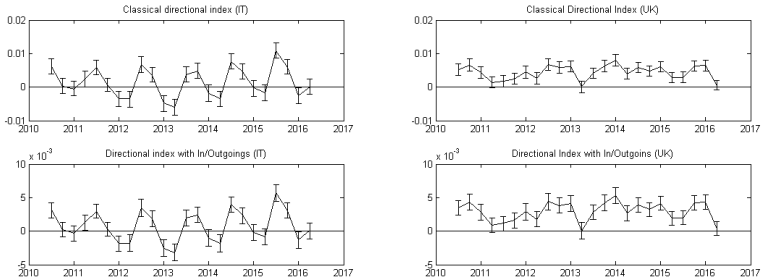 Classical directional index (IT)
0.02
0.01
0
-0.01
2010 2011 2012 2013 2014 2015 2016 2017
Classical Directional Index (UK)
0.02
0.01
0
-0.01
2010 2011 2012 2013 2014 2015 2016 2017
x 10⁻³ Directional index with In/Outgoings (IT)
10
5
0
-5
2010 2011 2012 2013 2014 2015 2016 2017
x 10⁻³ Directional Index with In/Outgoins (UK)
10
5
0
-5
2010 2011 2012 2013 2014 2015 2016 2017